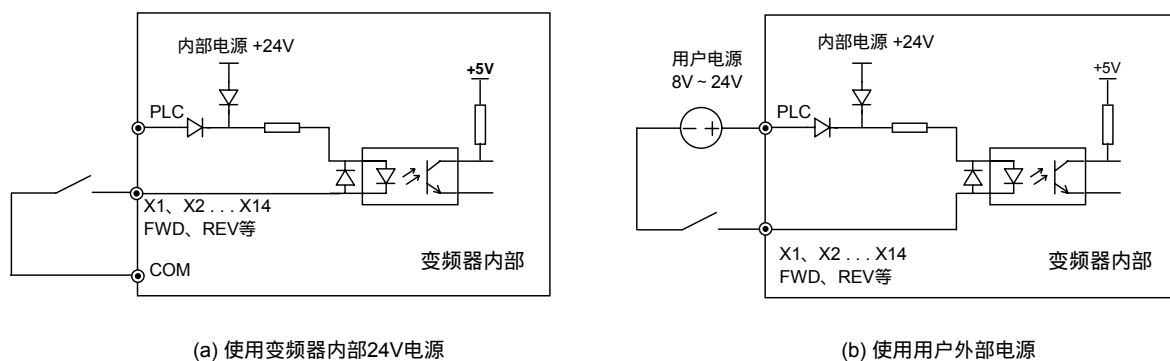 内部电源 +24V
+5V
PLC
X1、X2 . . . X14
FWD、REV等
COM
变频器内部
(a) 使用变频器内部24V电源
用户电源
8V ~ 24V
内部电源 +24V
+5V
PLC
X1、X2 . . . X14
FWD、REV等
变频器内部
(b) 使用用户外部电源